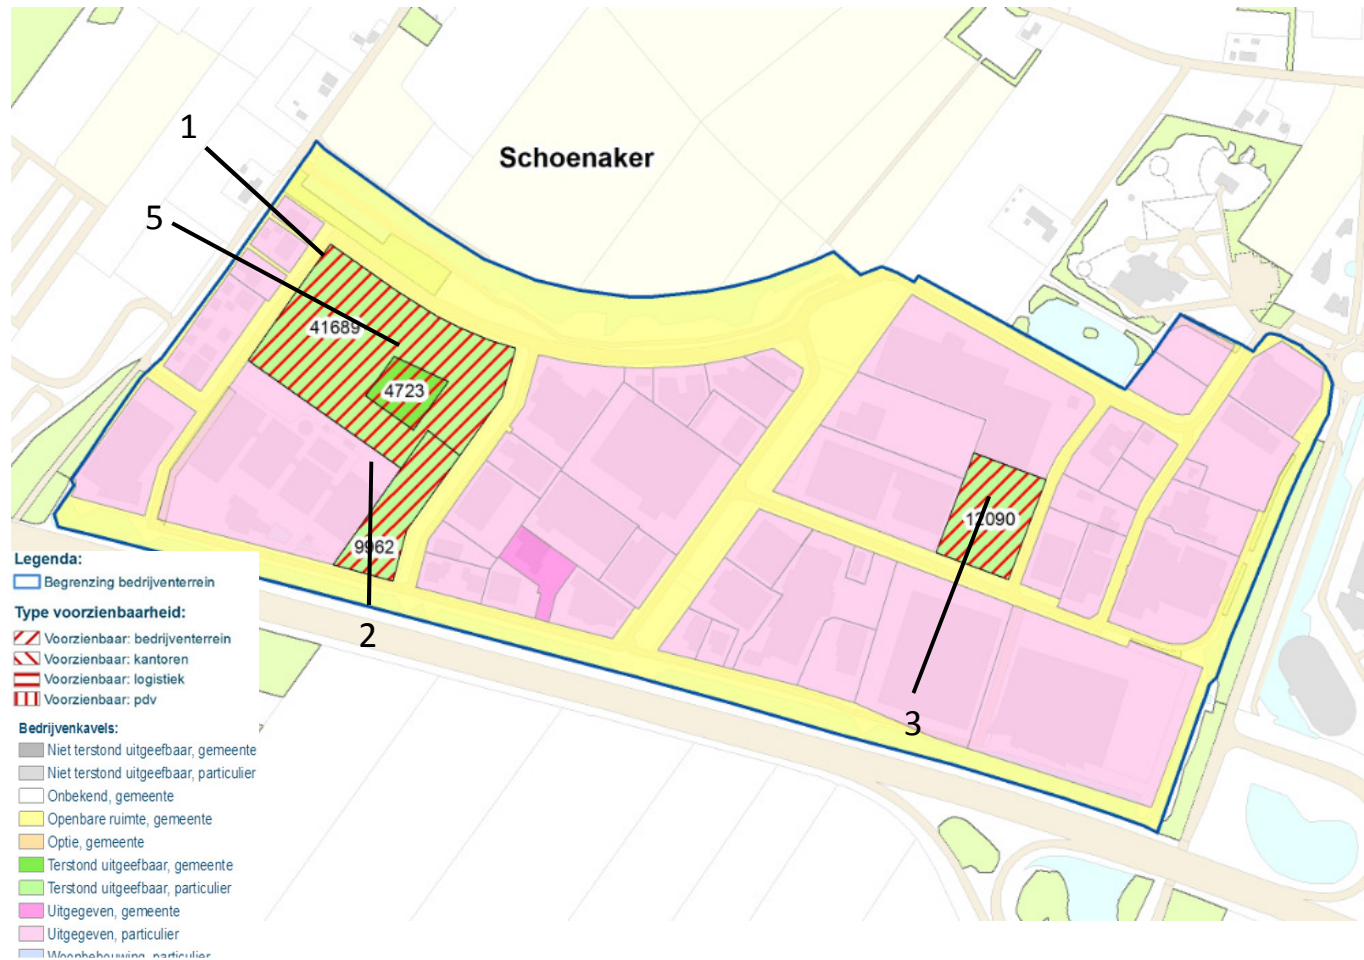 1
Schoenaker
5
41689
4723
12090
9962
2
3
Legenda:
Begrenzing bedrijventerrein
Type voorzienbaarheid:
Voorzienbaar: bedrijventerrein
Voorzienbaar: kantoren
Voorzienbaar: logistiek
Voorzienbaar: pdv
Bedrijvenkavels:
Niet terstond uitgeefbaar, gemeente
Niet terstond uitgeefbaar, particulier
Onbekend, gemeente
Openbare ruimte, gemeente
Optie, gemeente
Terstond uitgeefbaar, gemeente
Terstond uitgeefbaar, particulier
Uitgegeven, gemeente
Uitgegeven, particulier
Woonbebouwing, particulier